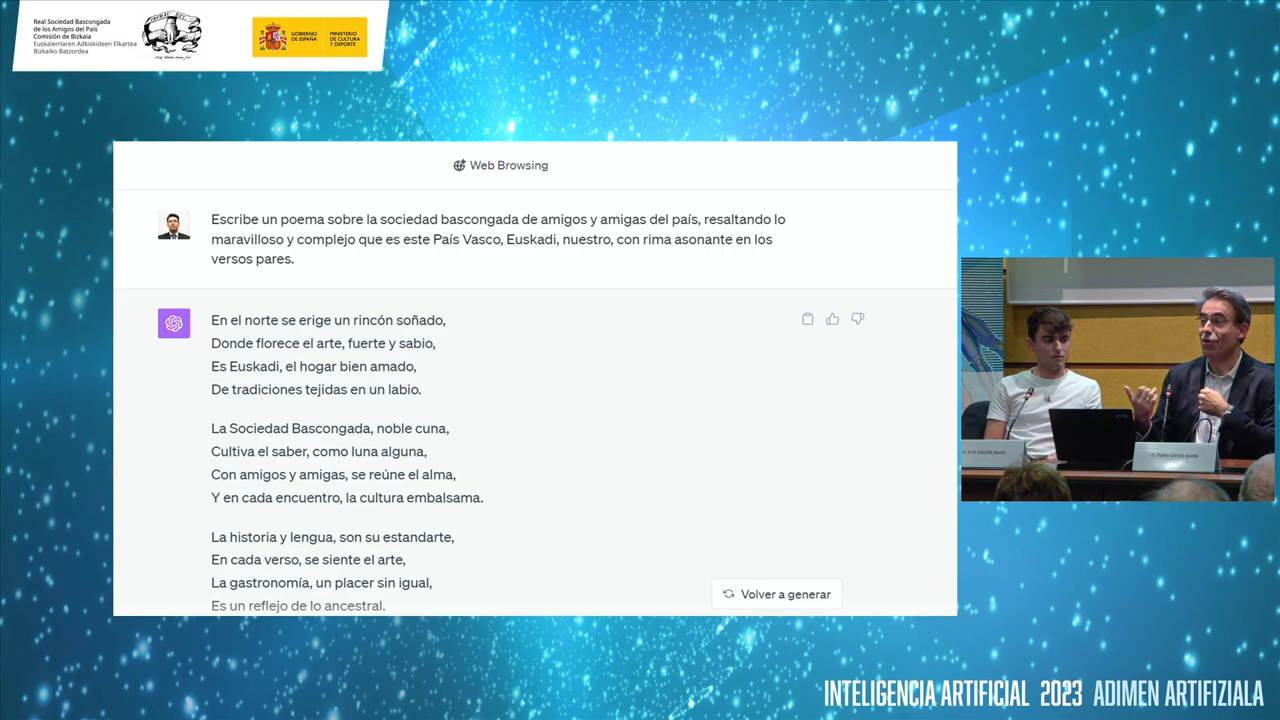 Real Sociedad Bascongada
de los Amigos del País
Comisión de Bizkaia
Euskalerriaren Adiskideen Elkartea
Bizkaiko Batzordea
GOBIERNO
DE ESPAÑA
MINISTERIO
DE CULTURA
Y DEPORTE
Web Browsing
Escribe un poema sobre la sociedad bascongada de amigos y amigas del país, resaltando lo
maravilloso y complejo que es este País Vasco, Euskadi, nuestro, con rima asonante en los
versos pares.
En el norte se erige un rincón soñado,
Donde florece el arte, fuerte y sabio,
Es Euskadi, el hogar bien amado,
De tradiciones tejidas en un labio.
La Sociedad Bascongada, noble cuna,
Cultiva el saber, como luna alguna,
Con amigos y amigas, se reúne el alma,
Y en cada encuentro, la cultura embalsama.
La historia y lengua, son su estandarte,
En cada verso, se siente el arte,
La gastronomía, un placer sin igual,
Es un reflejo de lo ancestral.
Volver a generar
INTELIGENCIA ARTIFICIAL 2023 ADIMEN ARTIFIZIALA